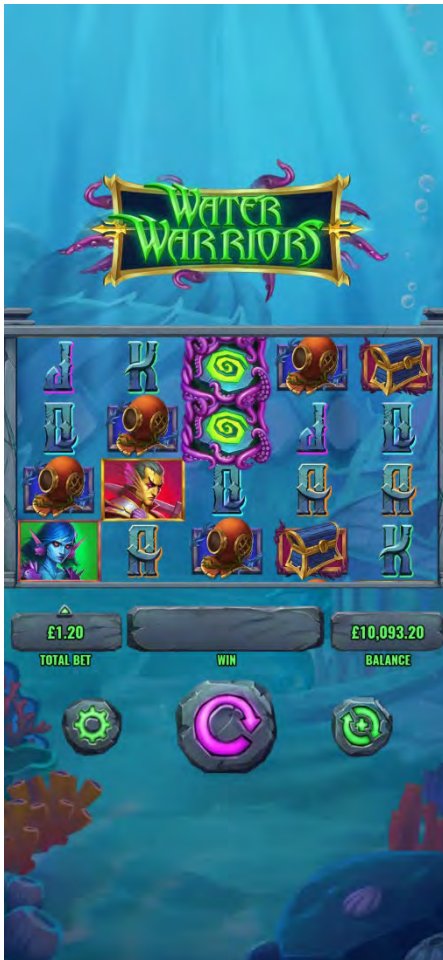 WATER
WARRIORS
J K
Q J Q
Q A A
A K
£1.20 £10,093.20
TOTAL BET WIN BALANCE